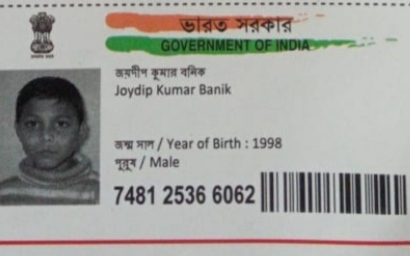 ভারত সরকার
GOVERNMENT OF INDIA
জয়দীপ কুমার বনিক
Joydip Kumar Banik
জন্ম সাল / Year of Birth : 1998
পুরুষ / Male
7481 2536 6062